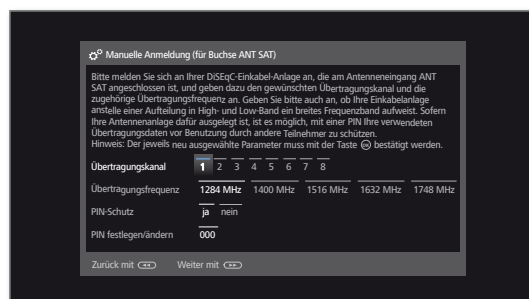 Manuelle Anmeldung (für Buchse ANT SAT)
Bitte melden Sie sich an Ihrer DiSEqC-Einkabel-Anlage an, die am Antenneneingang ANT
SAT angeschlossen ist, und geben dazu den gewünschten Übertragungskanal und die
zugehörige Übertragungsfrequenz an. Geben Sie bitte auch an, ob Ihre Einkabelanlage
anstelle einer Aufteilung in High- und Low-Band ein breites Frequenzband aufweist. Sofern
Ihre Antennenanlage dafür ausgelegt ist, ist es möglich, mit einer PIN Ihre verwendeten
Übertragungsdaten vor Benutzung durch andere Teilnehmer zu schützen.
Hinweis: Der jeweils neu ausgewählte Parameter muss mit der Taste OK bestätigt werden.
Übertragungskanal 1 2 3 4 5 6 7 8
Übertragungsfrequenz 1284 MHz 1400 MHz 1516 MHz 1632 MHz 1748 MHz
PIN-Schutz ja nein
PIN festlegen/ändern 000
Zurück mit Weiter mit